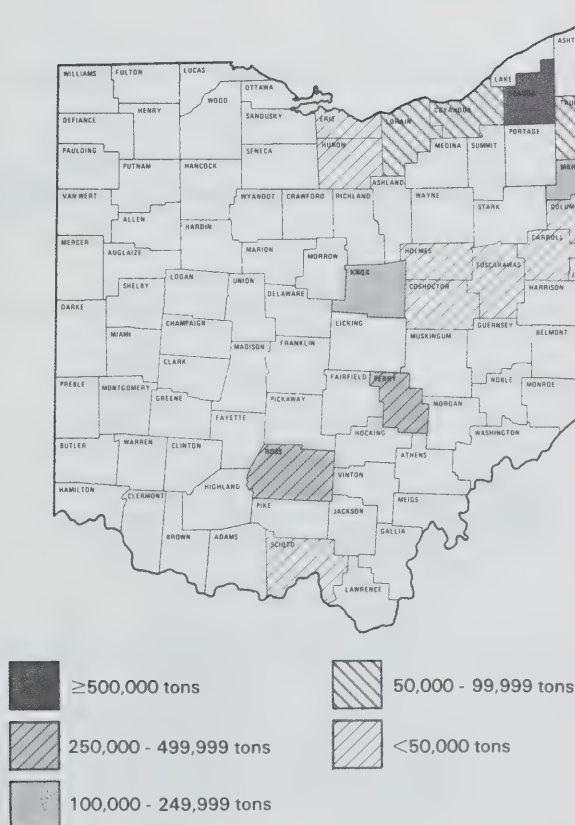 ASHT
LAKE
GEAUGA
TRU
WILLIAMS
FULTON
LUCAS
OTTAWA
WOOD
HENRY
SANDUSKY
ERIE
LORAIN
CUYAHOGA
DEFIANCE
PORTAGE
PAULDING
SENECA
HURON
MEDINA
SUMMIT
MAH
PUTNAM
HANCOCK
ASHLAND
VAN WERT
WYANDOT
CRAWFORD
RICHLAND
WAYNE
STARK
COLUM
ALLEN
HARDIN
CARROLL
MERCER
AUGLAIZE
MARION
MORROW
HOLMES
TUSCARAWAS
KNOX
LOGAN
UNION
SHELBY
DELAWARE
COSHOCTON
HARRISON
DARKE
CHAMPAIGN
LICKING
GUERNSEY
BELMONT
MIAMI
MADISON
FRANKLIN
MUSKINGUM
CLARK
FAIRFIELD
PERRY
NOBLE
MONROE
PREBLE
MONTGOMERY
GREENE
PICKAWAY
MORGAN
FAYETTE
HOCKING
WASHINGTON
BUTLER
WARREN
CLINTON
ROSS
ATHENS
VINTON
HAMILTON
CLERMONT
HIGHLAND
MEIGS
PIKE
JACKSON
GALLIA
BROWN
ADAMS
SCIOTO
LAWRENCE
≥500,000 tons
50,000 - 99,999 tons
250,000 - 499,999 tons
<50,000 tons
100,000 - 249,999 tons